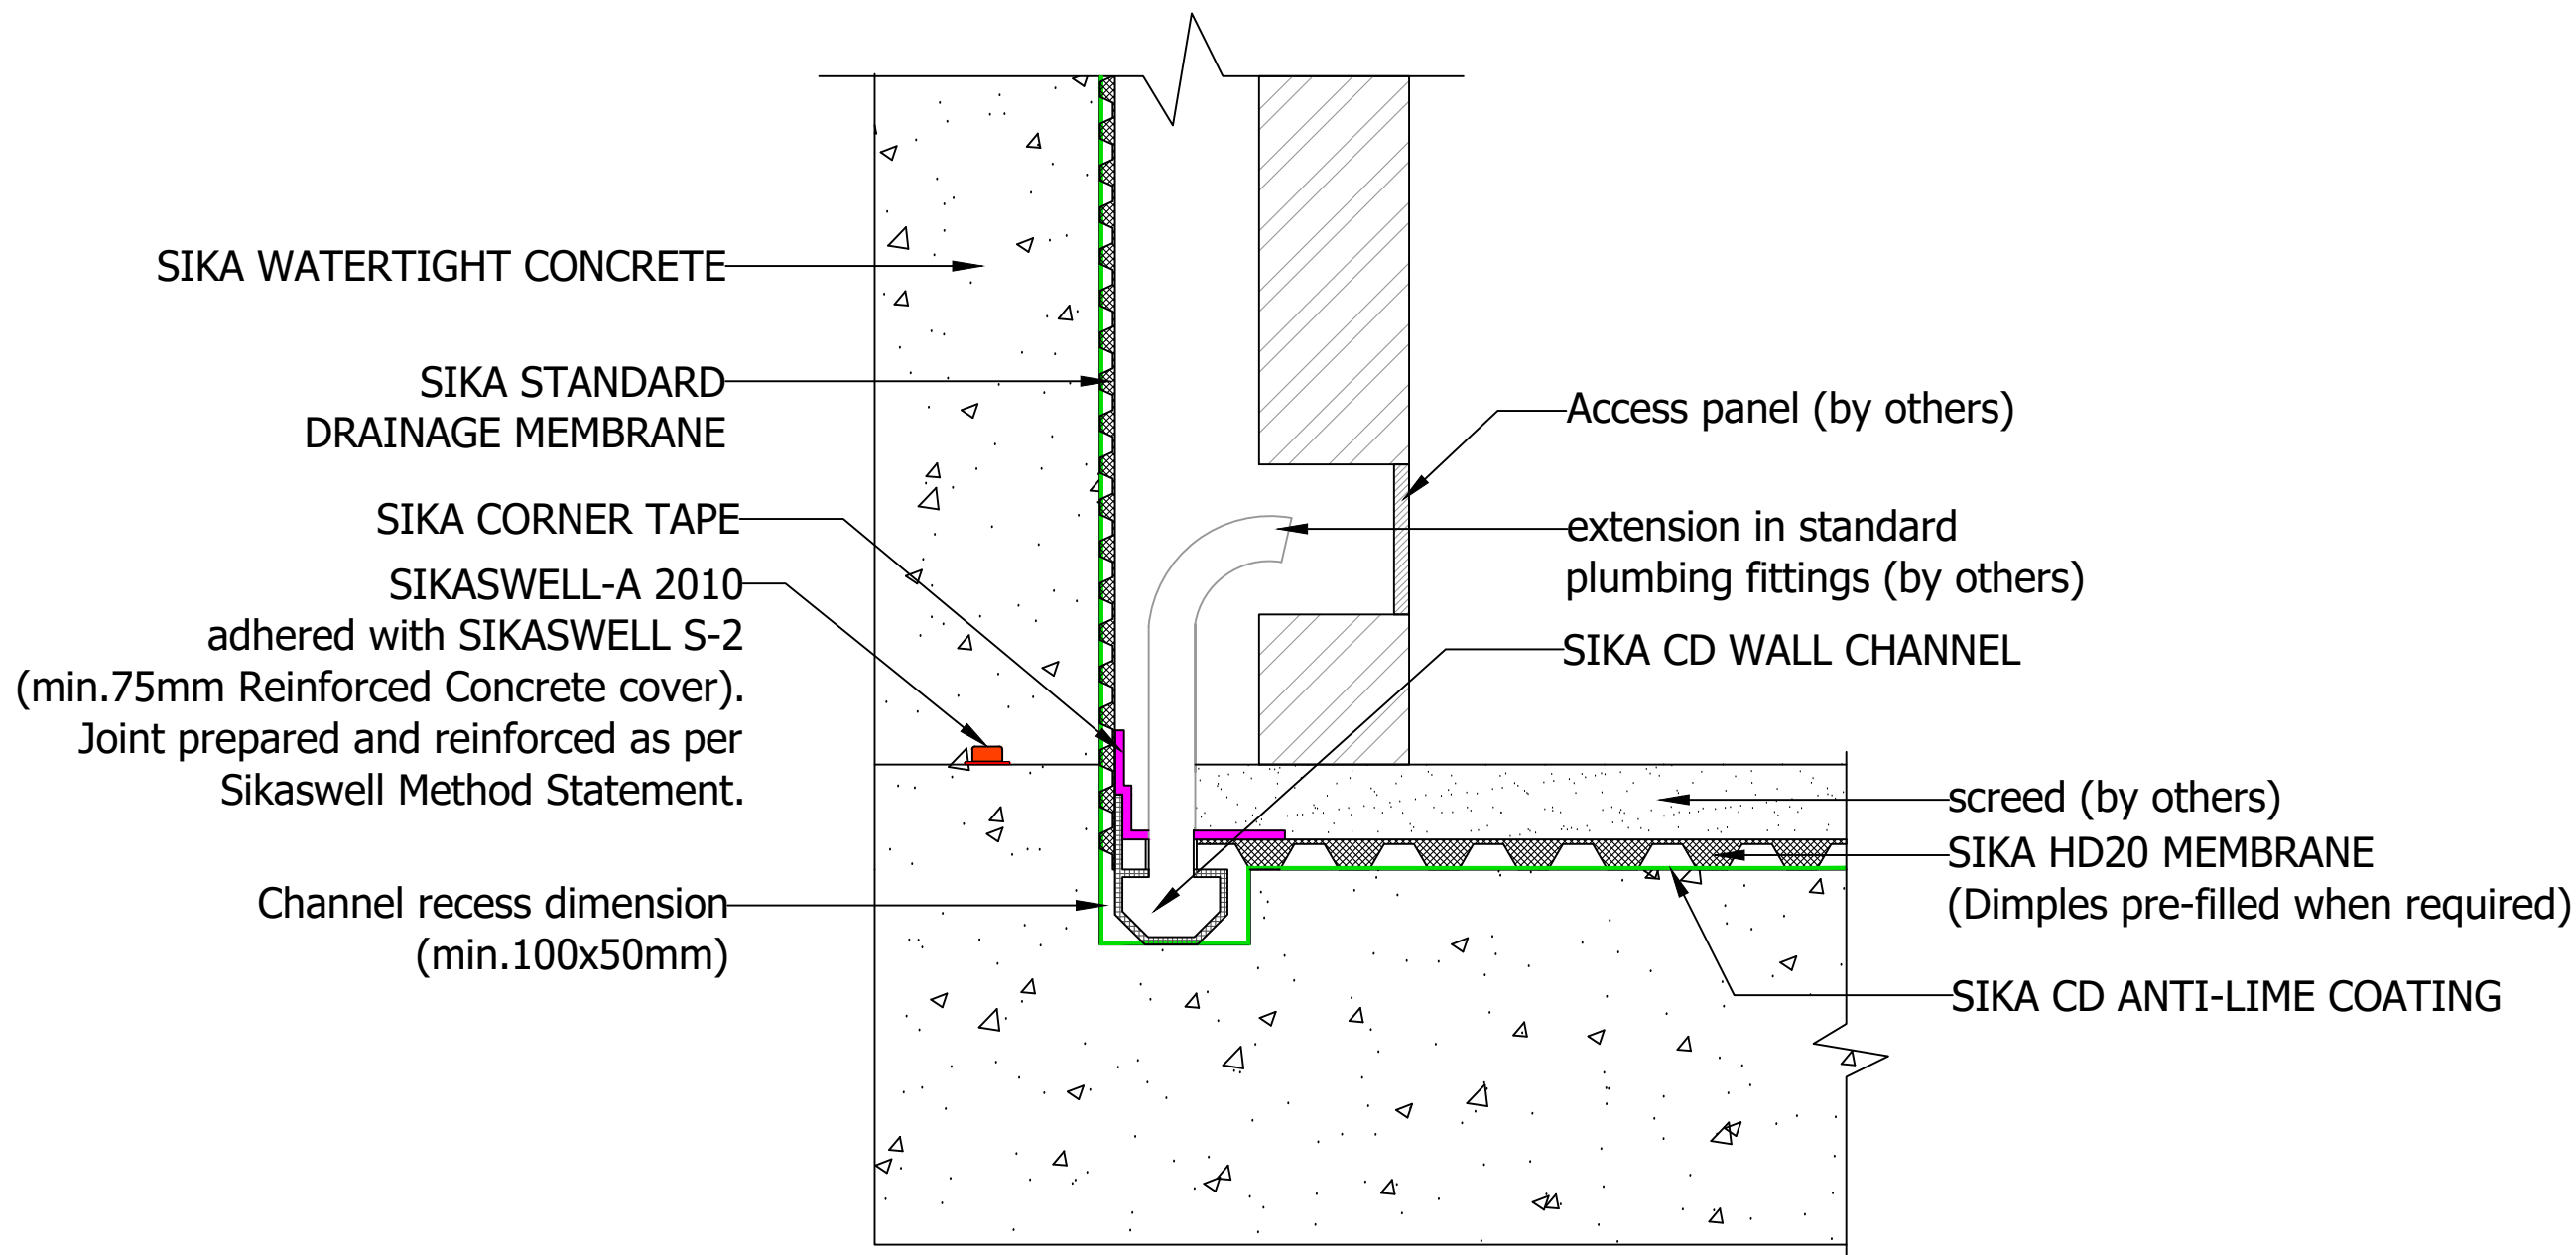 SIKA WATERTIGHT CONCRETE
SIKA STANDARD
DRAINAGE MEMBRANE
SIKA CORNER TAPE
SIKASWELL-A 2010
adhered with SIKASWELL S-2
(min.75mm Reinforced Concrete cover).
Joint prepared and reinforced as per
Sikaswell Method Statement.
Channel recess dimension
(min.100x50mm)
Access panel (by others)
extension in standard
plumbing fittings (by others)
SIKA CD WALL CHANNEL
screed (by others)
SIKA HD20 MEMBRANE
(Dimples pre-filled when required)
SIKA CD ANTI-LIME COATING